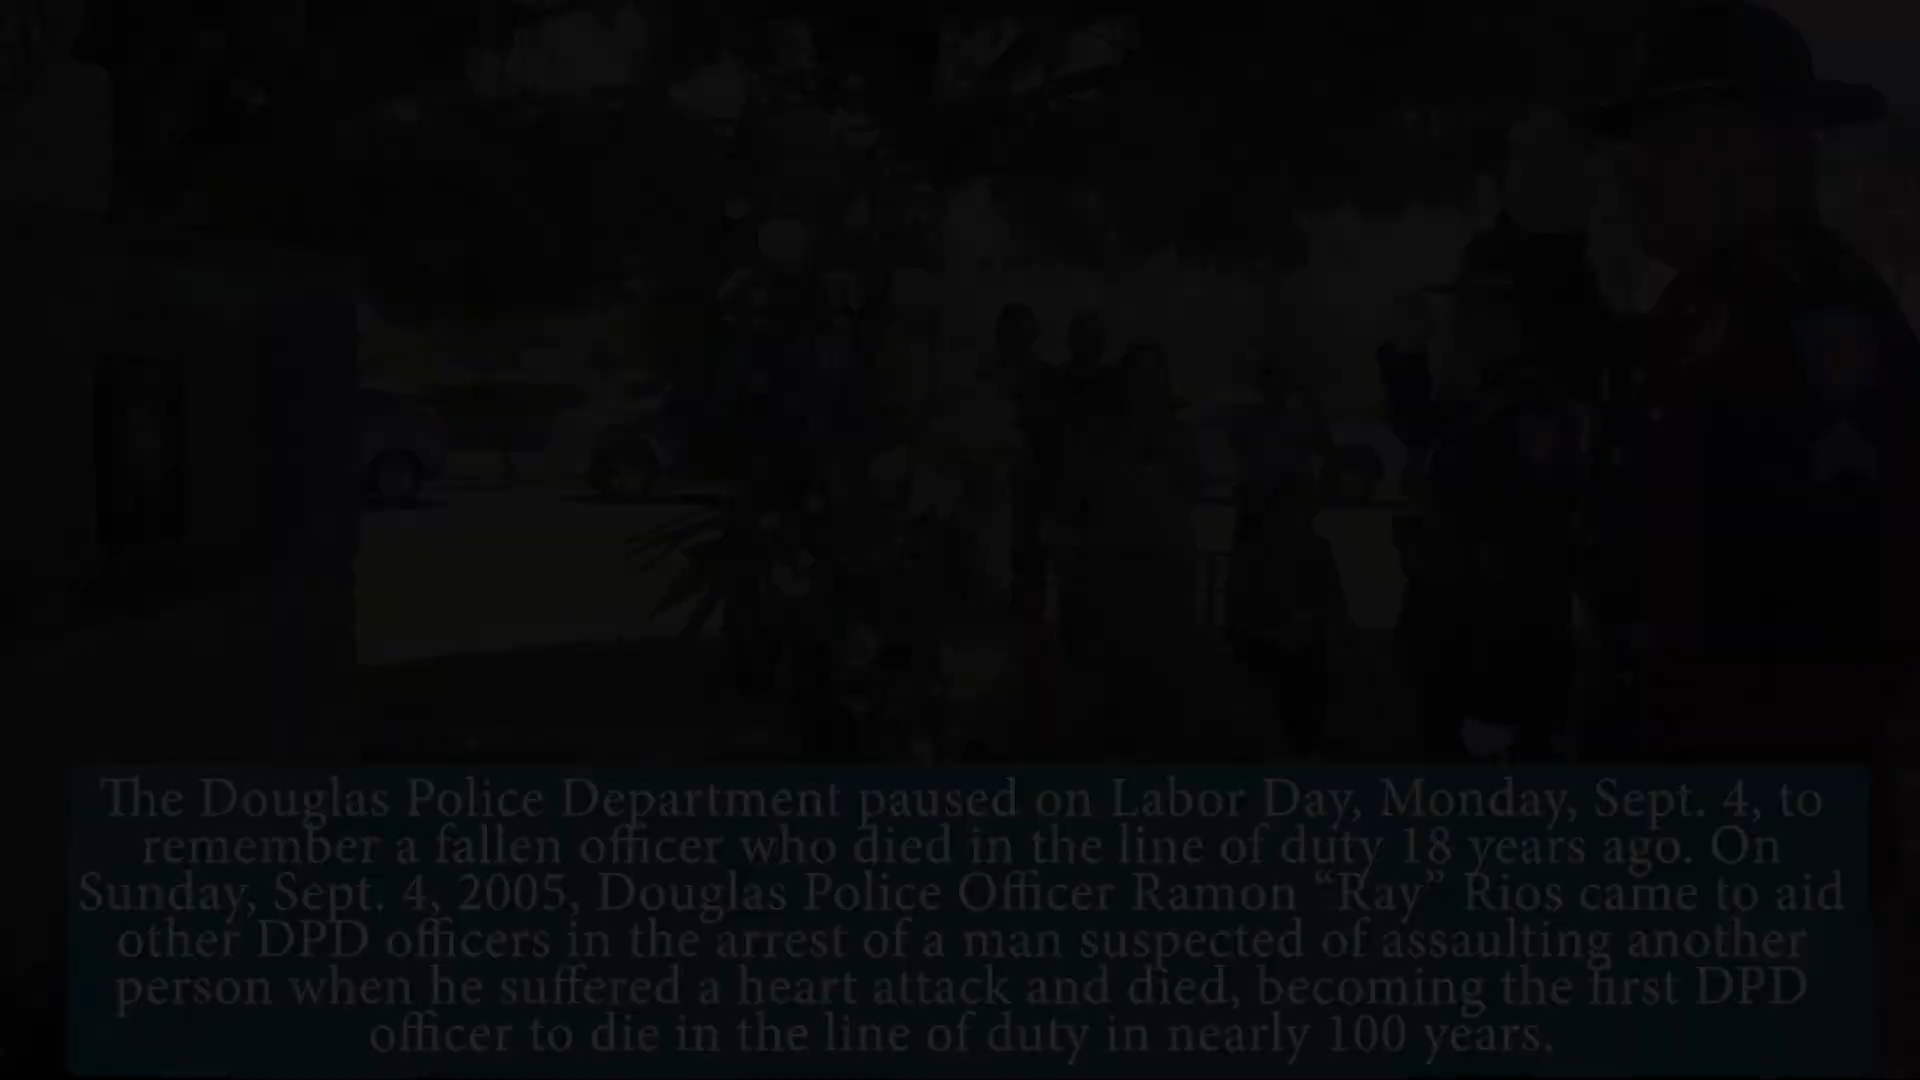 The Douglas Police Department paused on Labor Day, Monday, Sept. 4, to
remember a fallen officer who died in the line of duty 18 years ago. On
Sunday, Sept. 4, 2005, Douglas Police Officer Ramon “Ray” Rios came to aid
other DPD officers in the arrest of a man suspected of assaulting another
person when he suffered a heart attack and died, becoming the first DPD
officer to die in the line of duty in nearly 100 years.